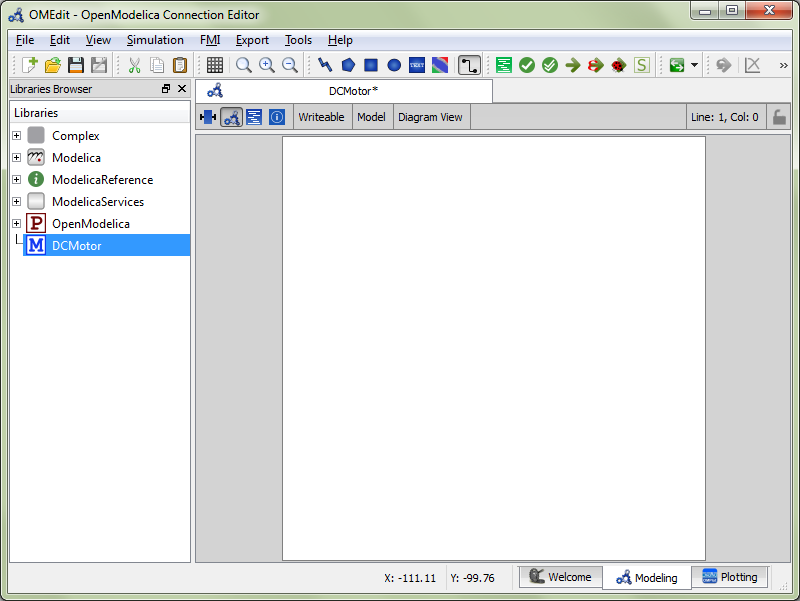 OMEdit - OpenModelica Connection Editor
File Edit View Simulation FMI Export Tools Help
TEXT S
Libraries Browser
DCMotor*
Libraries
Writeable Model Diagram View Line: 1, Col: 0
Complex
Modelica
ModelicaReference
ModelicaServices
P OpenModelica
M DCMotor
X: -111.11 Y: -99.76 Welcome Modeling Plotting